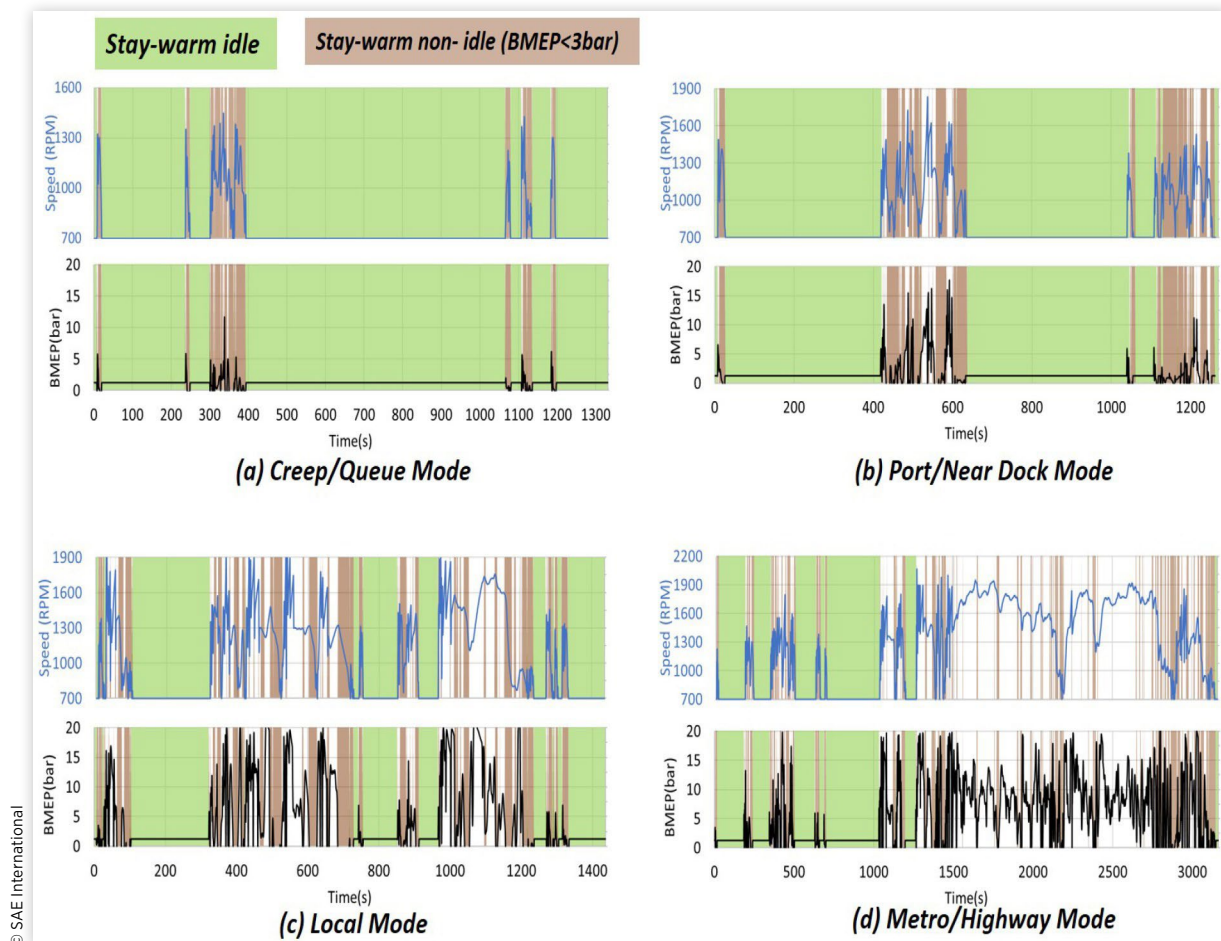 Stay-warm idle
Stay-warm non- idle (BMEP<3bar)
1600
1300
1000
700
Speed (RPM)
20
15
10
5
0
BMEP(bar)
0 100 200 300 400 500 600 700 800 900 1000 1100 1200 1300
Time(s)
(a) Creep/Queue Mode
1900
1600
1300
1000
700
Speed (RPM)
20
15
10
5
0
BMEP(bar)
0 200 400 600 800 1000 1200
Time(s)
(b) Port/Near Dock Mode
1900
1600
1300
1000
700
Speed (RPM)
20
15
10
5
0
BMEP(bar)
0 200 400 600 800 1000 1200 1400
Time(s)
(c) Local Mode
2200
1900
1600
1300
1000
700
Speed (RPM)
20
15
10
5
0
BMEP(bar)
0 500 1000 1500 2000 2500 3000
Time(s)
(d) Metro/Highway Mode
© SAE International